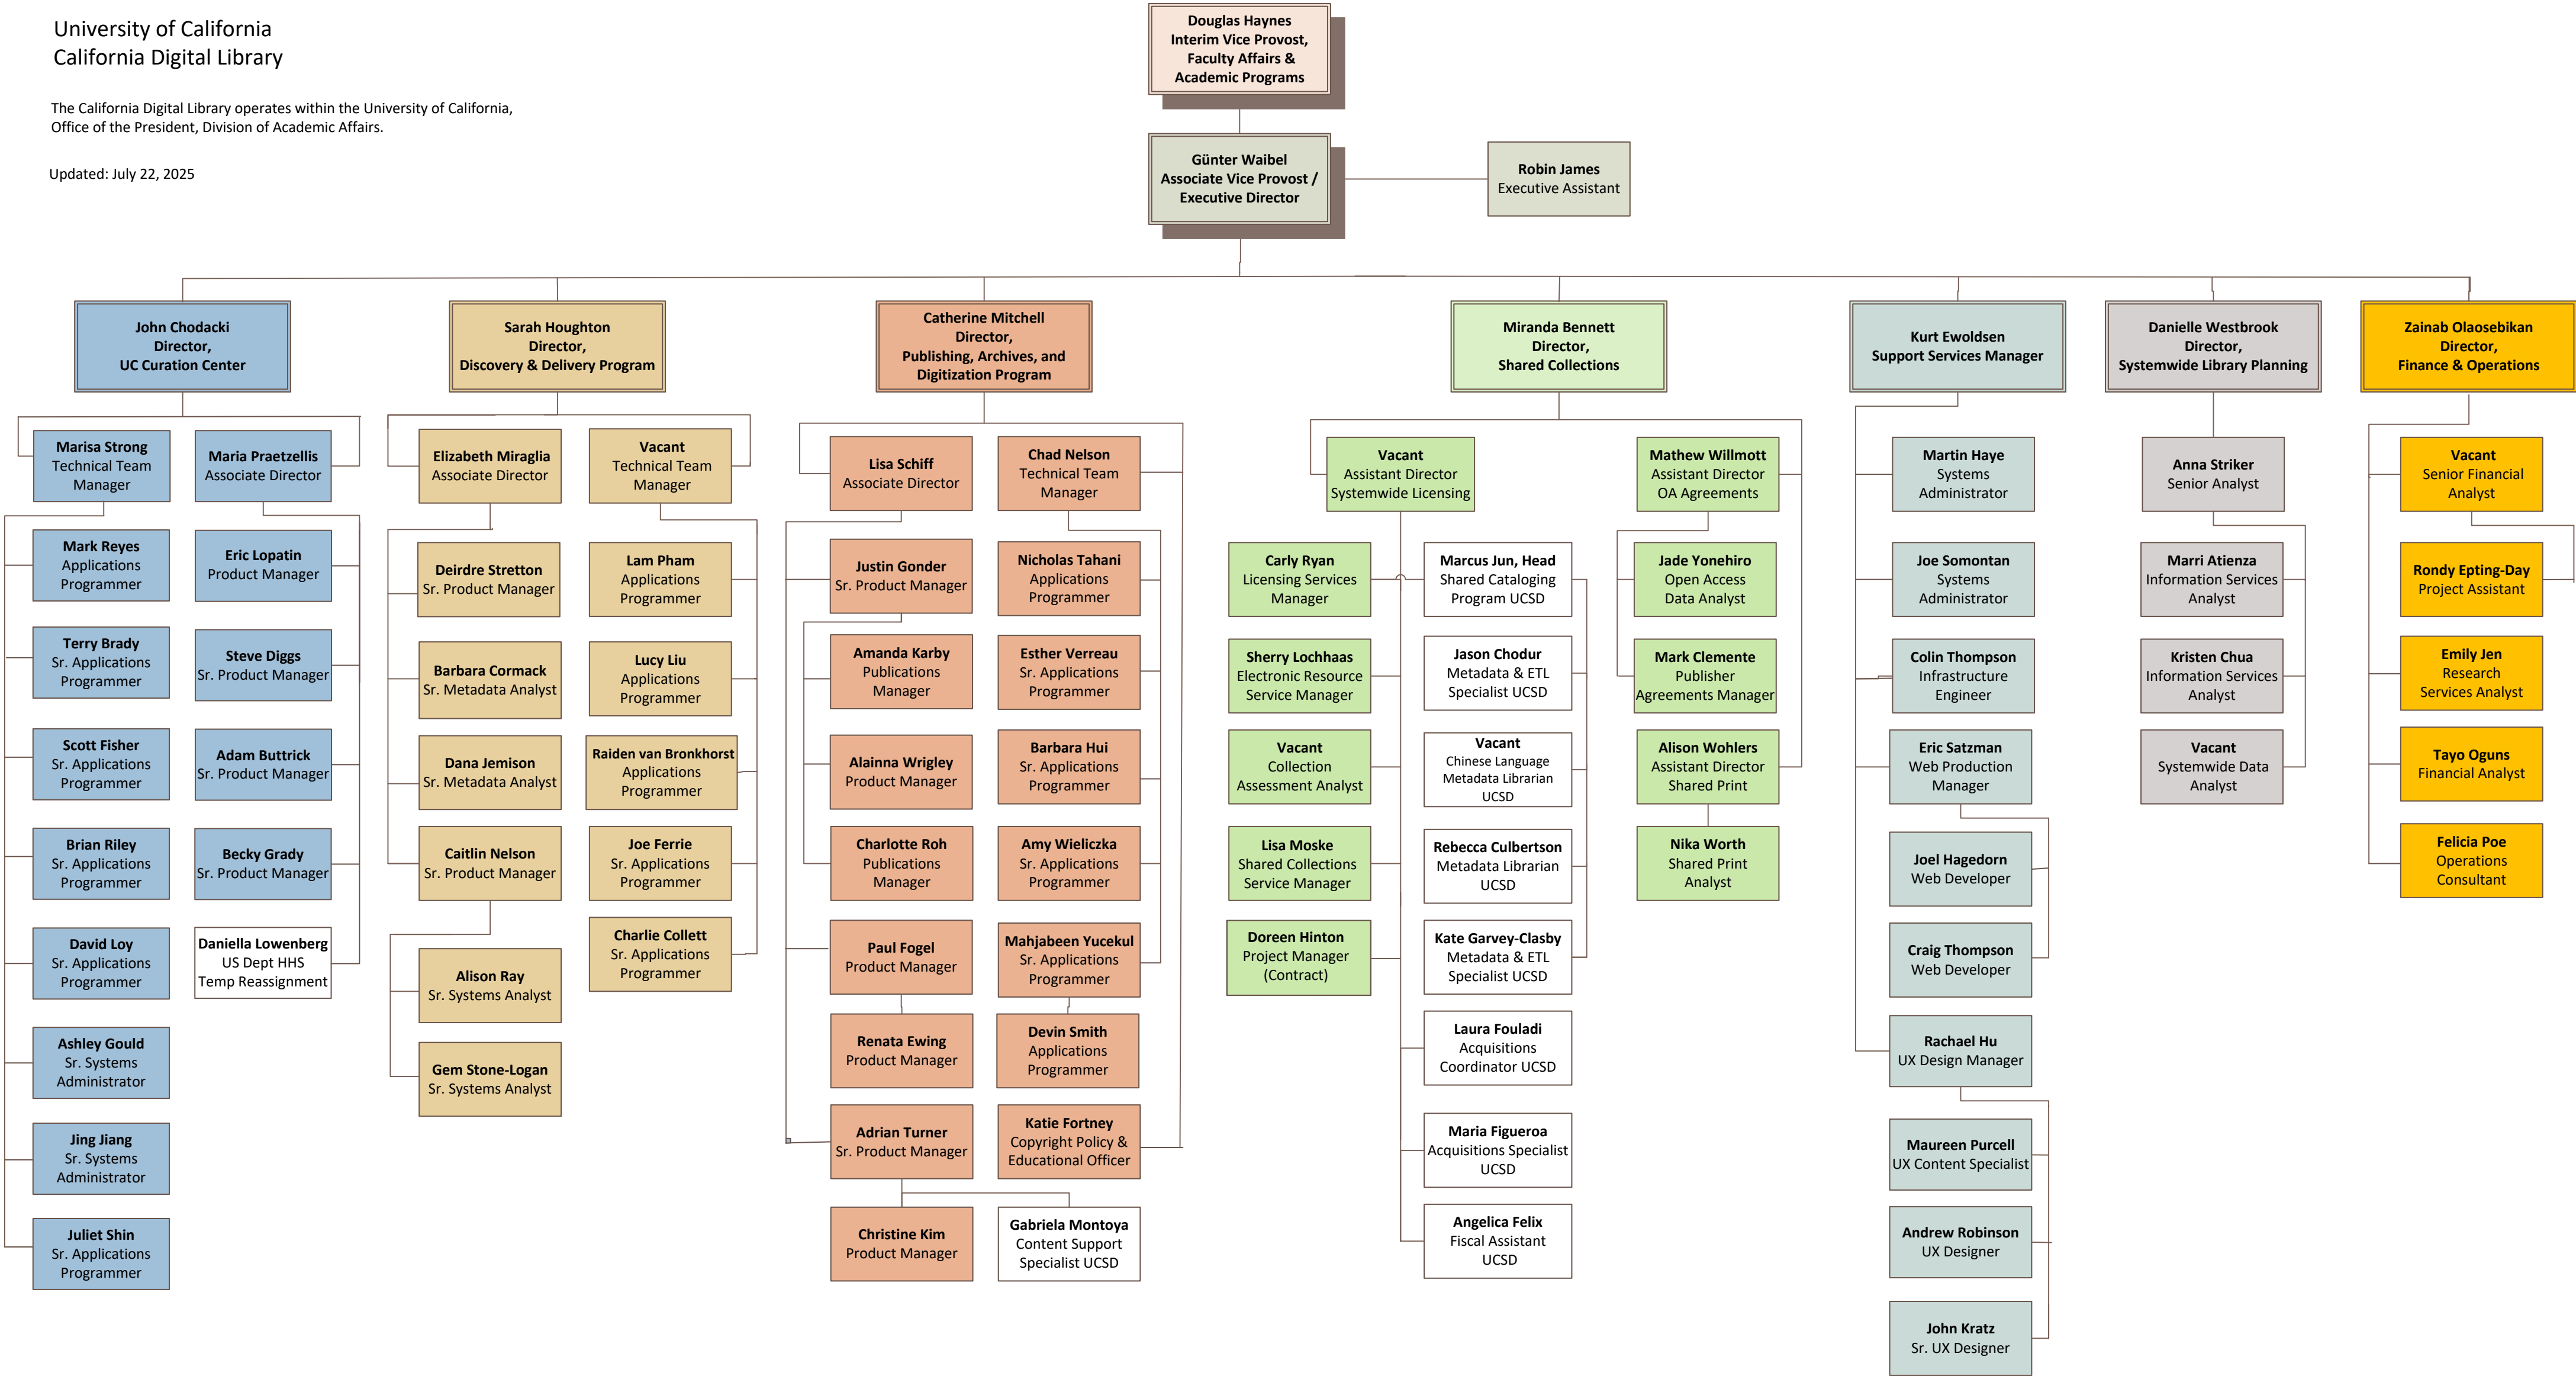 University of California
California Digital Library
The California Digital Library operates within the University of California,
Office of the President, Division of Academic Affairs.
Updated: July 22, 2025
Douglas Haynes
Interim Vice Provost,
Faculty Affairs &
Academic Programs
Günter Waibel
Associate Vice Provost /
Executive Director
Robin James
Executive Assistant
John Chodacki
Director,
UC Curation Center
Sarah Houghton
Director,
Discovery & Delivery Program
Catherine Mitchell
Director,
Publishing, Archives, and
Digitization Program
Miranda Bennett
Director,
Shared Collections
Kurt Ewoldsen
Support Services Manager
Danielle Westbrook
Director,
Systemwide Library Planning
Zainab Olaosebikan
Director,
Finance & Operations
Marisa Strong
Technical Team
Manager
Mark Reyes
Applications
Programmer
Terry Brady
Sr. Applications
Programmer
Scott Fisher
Sr. Applications
Programmer
Brian Riley
Sr. Applications
Programmer
David Loy
Sr. Applications
Programmer
Ashley Gould
Sr. Systems
Administrator
Jing Jiang
Sr. Systems
Administrator
Juliet Shin
Sr. Applications
Programmer
Maria Praetzellis
Associate Director
Eric Lopatin
Product Manager
Steve Diggs
Sr. Product Manager
Adam Buttrick
Sr. Product Manager
Becky Grady
Sr. Product Manager
Daniella Lowenberg
US Dept HHS
Temp Reassignment
Elizabeth Miraglia
Associate Director
Deirdre Stretton
Sr. Product Manager
Barbara Cormack
Sr. Metadata Analyst
Dana Jemison
Sr. Metadata Analyst
Caitlin Nelson
Sr. Product Manager
Alison Ray
Sr. Systems Analyst
Gem Stone-Logan
Sr. Systems Analyst
Vacant
Technical Team
Manager
Lam Pham
Applications
Programmer
Lucy Liu
Applications
Programmer
Raiden van Bronkhorst
Applications
Programmer
Joe Ferrie
Sr. Applications
Programmer
Charlie Collett
Sr. Applications
Programmer
Lisa Schiff
Associate Director
Justin Gonder
Sr. Product Manager
Amanda Karby
Publications
Manager
Alainna Wrigley
Product Manager
Charlotte Roh
Publications
Manager
Paul Fogel
Product Manager
Renata Ewing
Product Manager
Adrian Turner
Sr. Product Manager
Christine Kim
Product Manager
Chad Nelson
Technical Team
Manager
Nicholas Tahani
Applications
Programmer
Esther Verreau
Sr. Applications
Programmer
Barbara Hui
Sr. Applications
Programmer
Amy Wieliczka
Sr. Applications
Programmer
Mahjabeen Yucekul
Sr. Applications
Programmer
Devin Smith
Applications
Programmer
Katie Fortney
Copyright Policy &
Educational Officer
Gabriela Montoya
Content Support
Specialist UCSD
Vacant
Assistant Director
Systemwide Licensing
Carly Ryan
Licensing Services
Manager
Sherry Lochhaas
Electronic Resource
Service Manager
Vacant
Collection
Assessment Analyst
Lisa Moske
Shared Collections
Service Manager
Doreen Hinton
Project Manager
(Contract)
Marcus Jun, Head
Shared Cataloging
Program UCSD
Jason Chodur
Metadata & ETL
Specialist UCSD
Vacant
Chinese Language
Metadata Librarian
UCSD
Rebecca Culbertson
Metadata Librarian
UCSD
Kate Garvey-Clasby
Metadata & ETL
Specialist UCSD
Laura Fouladi
Acquisitions
Coordinator UCSD
Maria Figueroa
Acquisitions Specialist
UCSD
Angelica Felix
Fiscal Assistant
UCSD
Mathew Willmott
Assistant Director
OA Agreements
Jade Yonehiro
Open Access
Data Analyst
Mark Clemente
Publisher
Agreements Manager
Alison Wohlers
Assistant Director
Shared Print
Nika Worth
Shared Print
Analyst
Martin Haye
Systems
Administrator
Joe Somontan
Systems
Administrator
Colin Thompson
Infrastructure
Engineer
Eric Satzman
Web Production
Manager
Joel Hagedorn
Web Developer
Craig Thompson
Web Developer
Rachael Hu
UX Design Manager
Maureen Purcell
UX Content Specialist
Andrew Robinson
UX Designer
John Kratz
Sr. UX Designer
Anna Striker
Senior Analyst
Marri Atienza
Information Services
Analyst
Kristen Chua
Information Services
Analyst
Vacant
Systemwide Data
Analyst
Vacant
Senior Financial
Analyst
Rondy Epting-Day
Project Assistant
Emily Jen
Research
Services Analyst
Tayo Oguns
Financial Analyst
Felicia Poe
Operations
Consultant